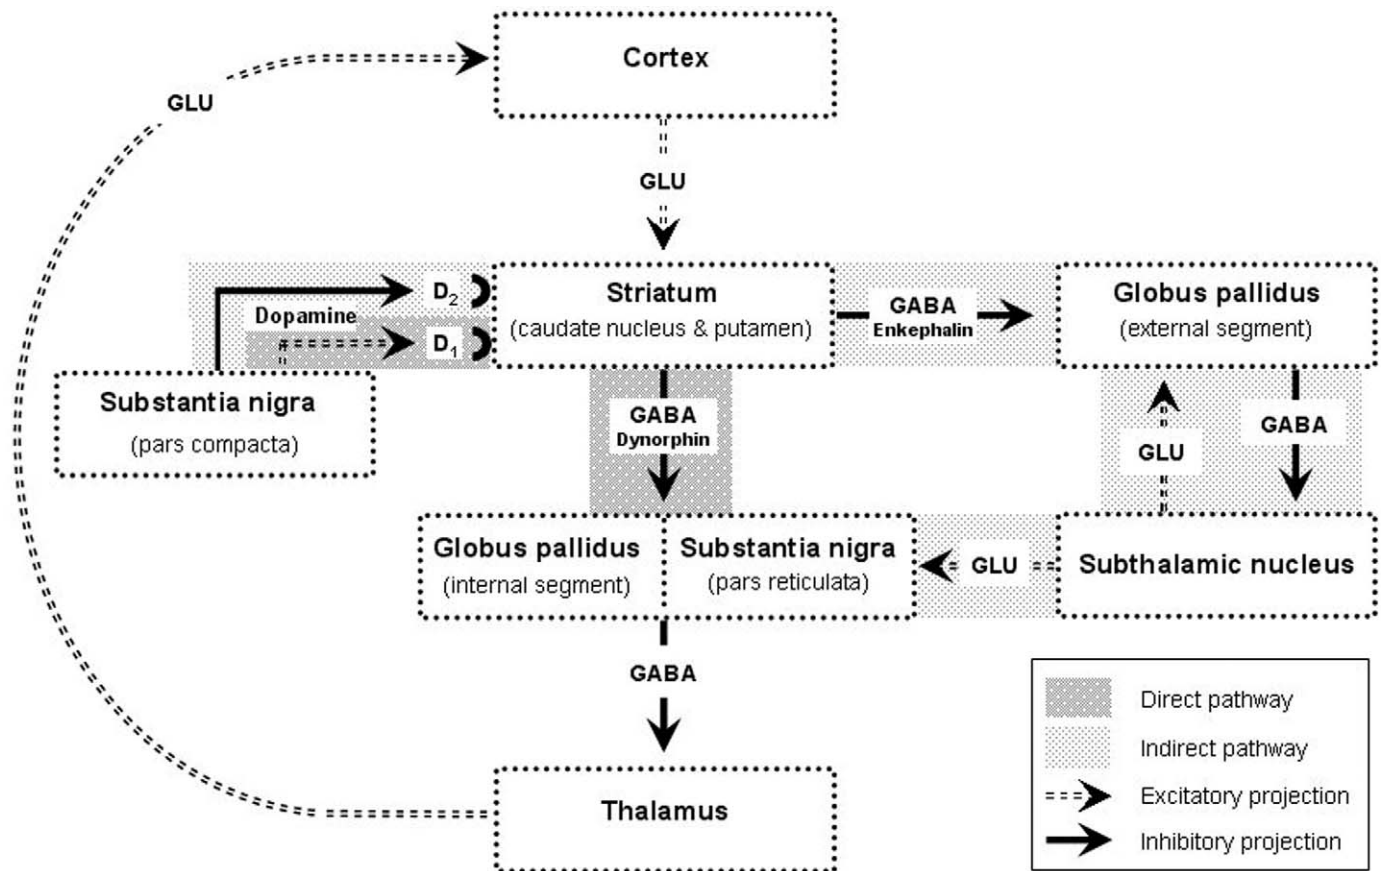 Cortex
GLU
GLU
D2
Dopamine
D1
Striatum
(caudate nucleus & putamen)
GABA
Enkephalin
Globus pallidus
(external segment)
Substantia nigra
(pars compacta)
GABA
Dynorphin
GLU
GABA
Globus pallidus
(internal segment)
Substantia nigra
(pars reticulata)
GLU
Subthalamic nucleus
GABA
Thalamus
Direct pathway
Indirect pathway
Excitatory projection
Inhibitory projection